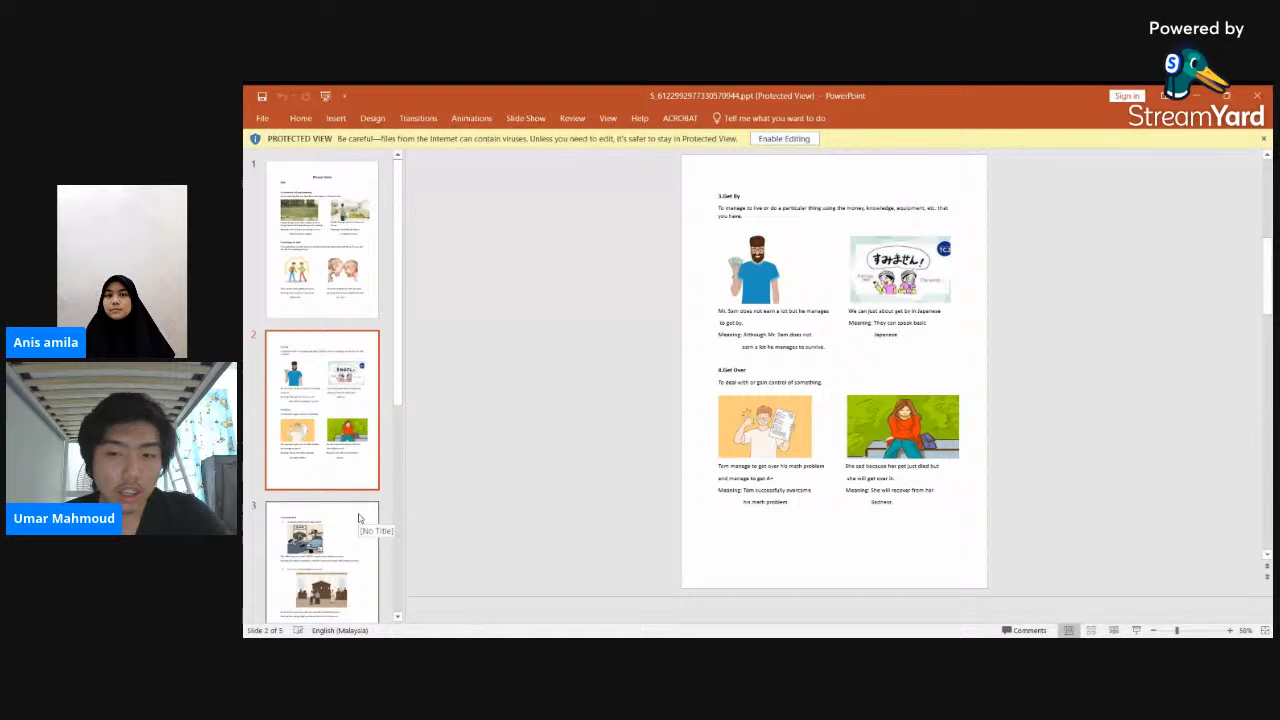 Powered by
StreamYard
5_6122992977330570944.ppt [Protected View] - PowerPoint
Sign in
File Home Insert Design Transitions Animations Slide Show Review View Help ACROBAT Tell me what you want to do
PROTECTED VIEW Be careful—files from the Internet can contain viruses. Unless you need to edit, it's safer to stay in Protected View. Enable Editing
1
2
3
[No Title]
3.Get By
To manage to live or do a particular thing using the money, knowledge, equipment, etc. that
you have.
すみません!
TCJ
Mr. Sam does not earn a lot but he manages
to get by.
Meaning: Although Mr. Sam does not
earn a lot he manages to survive.
We can just about get by in Japanese
Meaning: They can speak basic
Japanese
4.Get Over
To deal with or gain control of something.
Tom manage to get over his math problem
and manage to get A+
Meaning: Tom successfully overcome
his math problem
She sad because her pet just died but
she will get over it.
Meaning: She will recover from her
Sadness.
Anis amila
Umar Mahmoud
Slide 2 of 5 English (Malaysia) Comments 58%